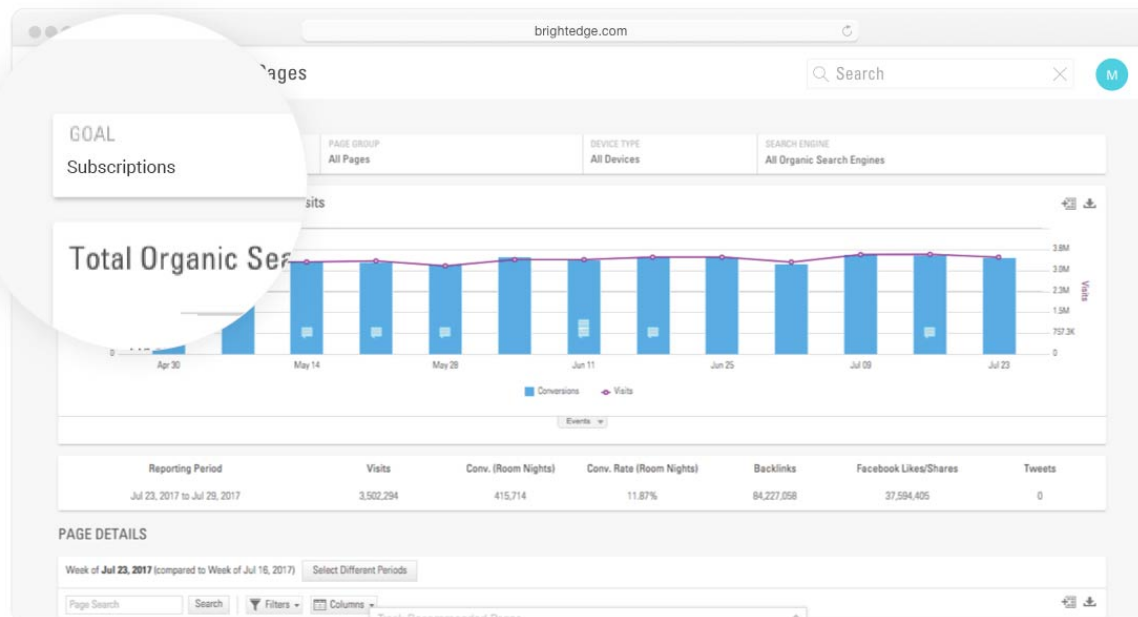 brightedge.com
Pages
Search
M
GOAL
Subscriptions
PAGE GROUP
All Pages
DEVICE TYPE
All Devices
SEARCH ENGINE
All Organic Search Engines
Total Organic Sea
sits
3.8M
3.0M
2.3M
1.5M
757.3K
0
Visits
0
Apr 30
May 14
May 28
Jun 11
Jun 25
Jul 09
Jul 23
Conversions
Visits
Events
Reporting Period Visits Conv. (Room Nights) Conv. Rate (Room Nights) Backlinks Facebook Likes/Shares Tweets
Jul 23, 2017 to Jul 29, 2017 3,502,294 415,714 11.87% 84,227,058 37,594,405 0
PAGE DETAILS
Week of Jul 23, 2017 (compared to Week of Jul 16, 2017) Select Different Periods
Page Search Search Filters Columns
Track Recommended Pages